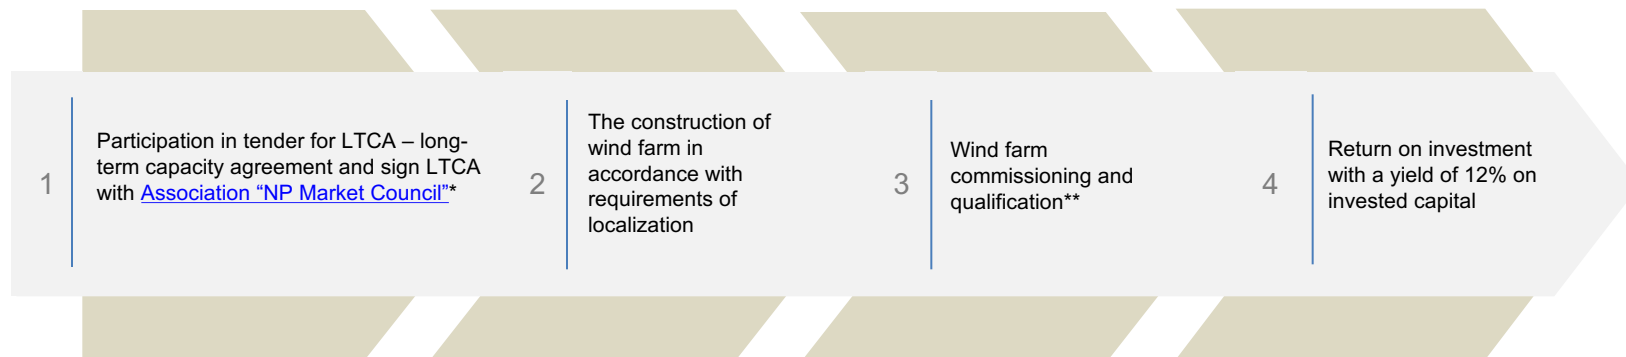 1
Participation in tender for LTCA – long-
term capacity agreement and sign LTCA
with Association “NP Market Council”*
2
The construction of
wind farm in
accordance with
requirements of
localization
3
Wind farm
commissioning and
qualification**
4
Return on investment
with a yield of 12% on
invested capital